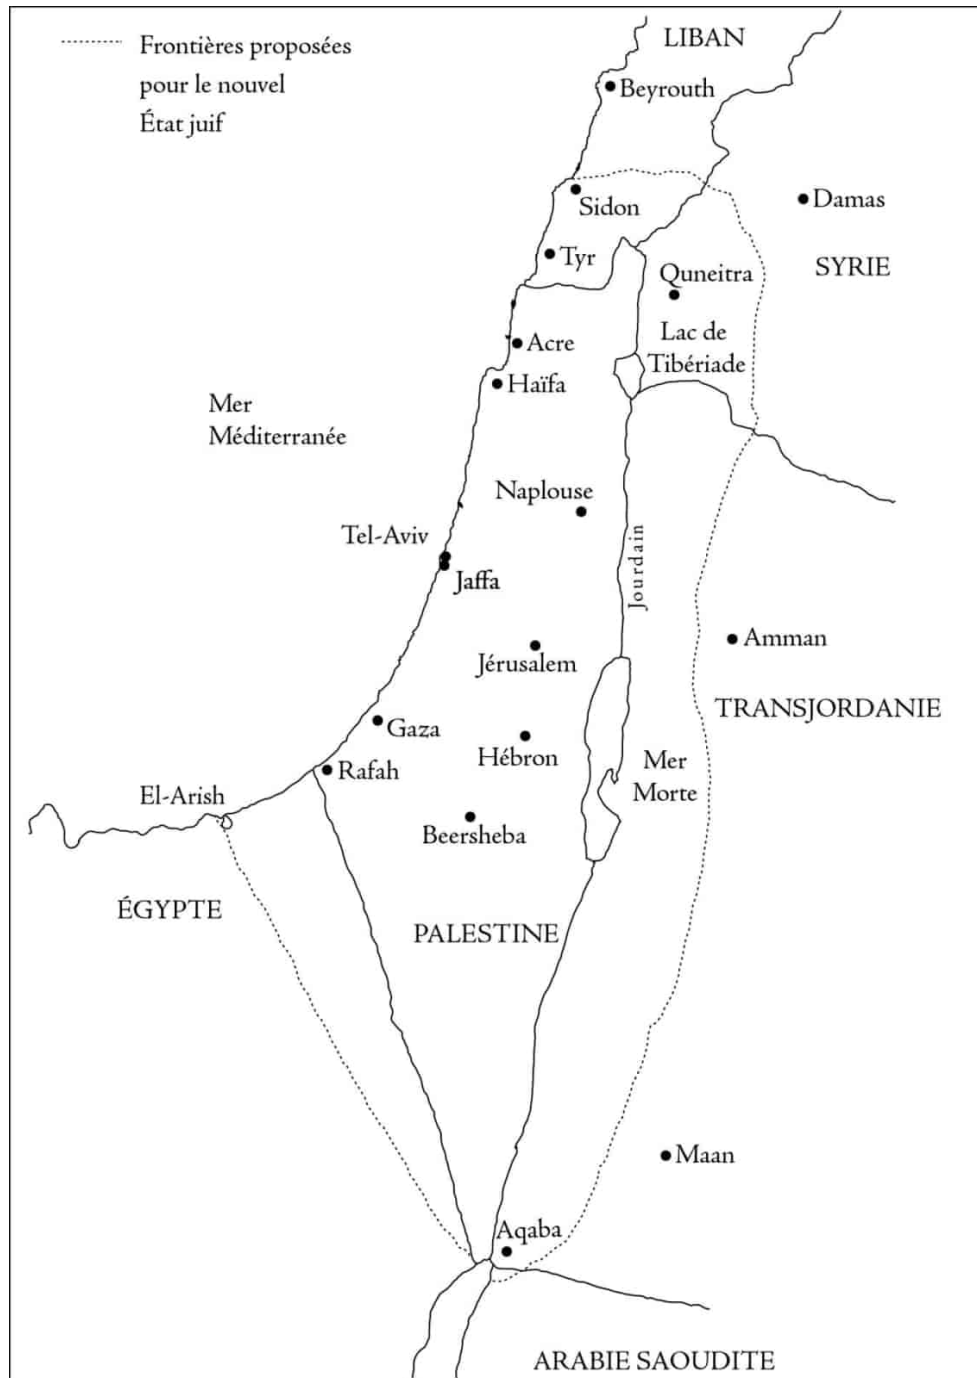 Frontières proposées
pour le nouvel
État juif
LIBAN
Beyrouth
Damas
Sidon
Tyr
SYRIE
Quneitra
Lac de
Tibériade
Acre
Haïfa
Mer
Méditerranée
Naplouse
Tel-Aviv
Jaffa
Jourdain
Amman
Jérusalem
TRANSJORDANIE
Gaza
Hébron
Rafah
Mer
Morte
El-Arish
Beersheba
ÉGYPTE
PALESTINE
Maan
Aqaba
ARABIE SAOUDITE